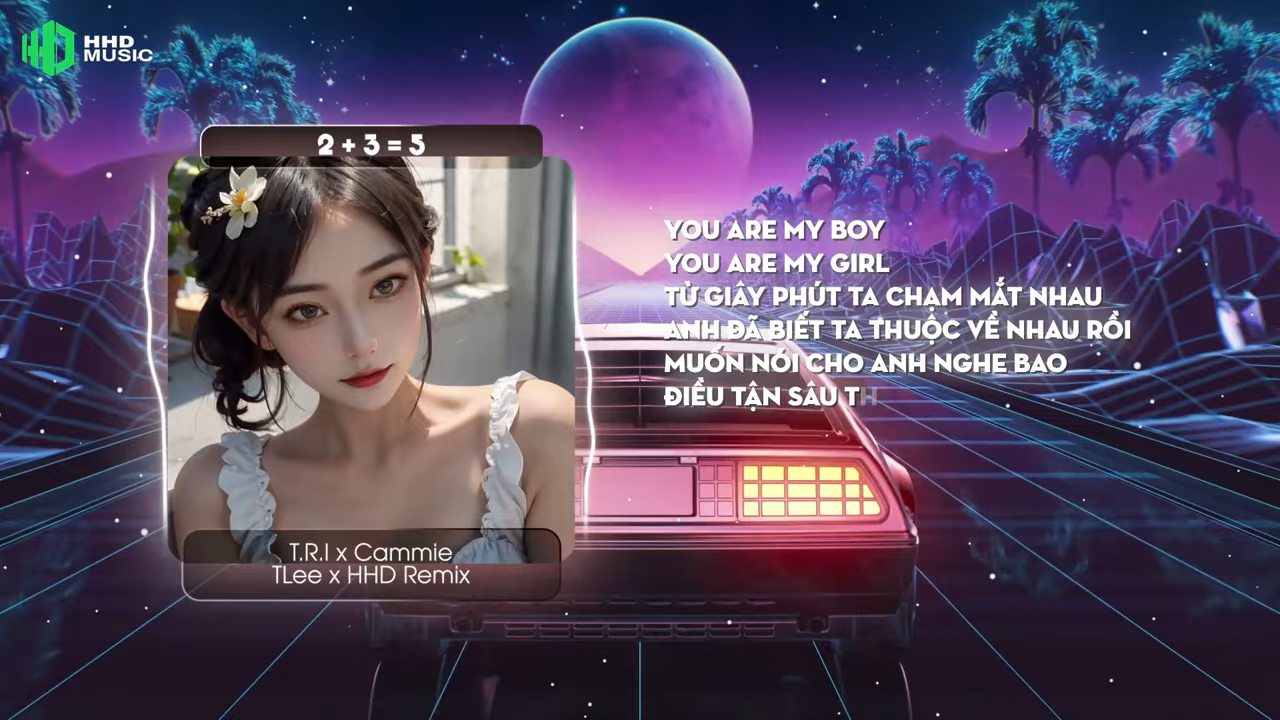 HHD
MUSIC
2 + 3 = 5
YOU ARE MY BOY
YOU ARE MY GIRL
TỪ GIÂY PHÚT TA CHẠM MẮT NHAU
ANH ĐÃ BIẾT TA THUỘC VỀ NHAU RỒI
MUỐN NÓI CHO ANH NGHE BAO
ĐIỀU TẬN SÂU TH
T.R.I x Cammie
TLee x HHD Remix